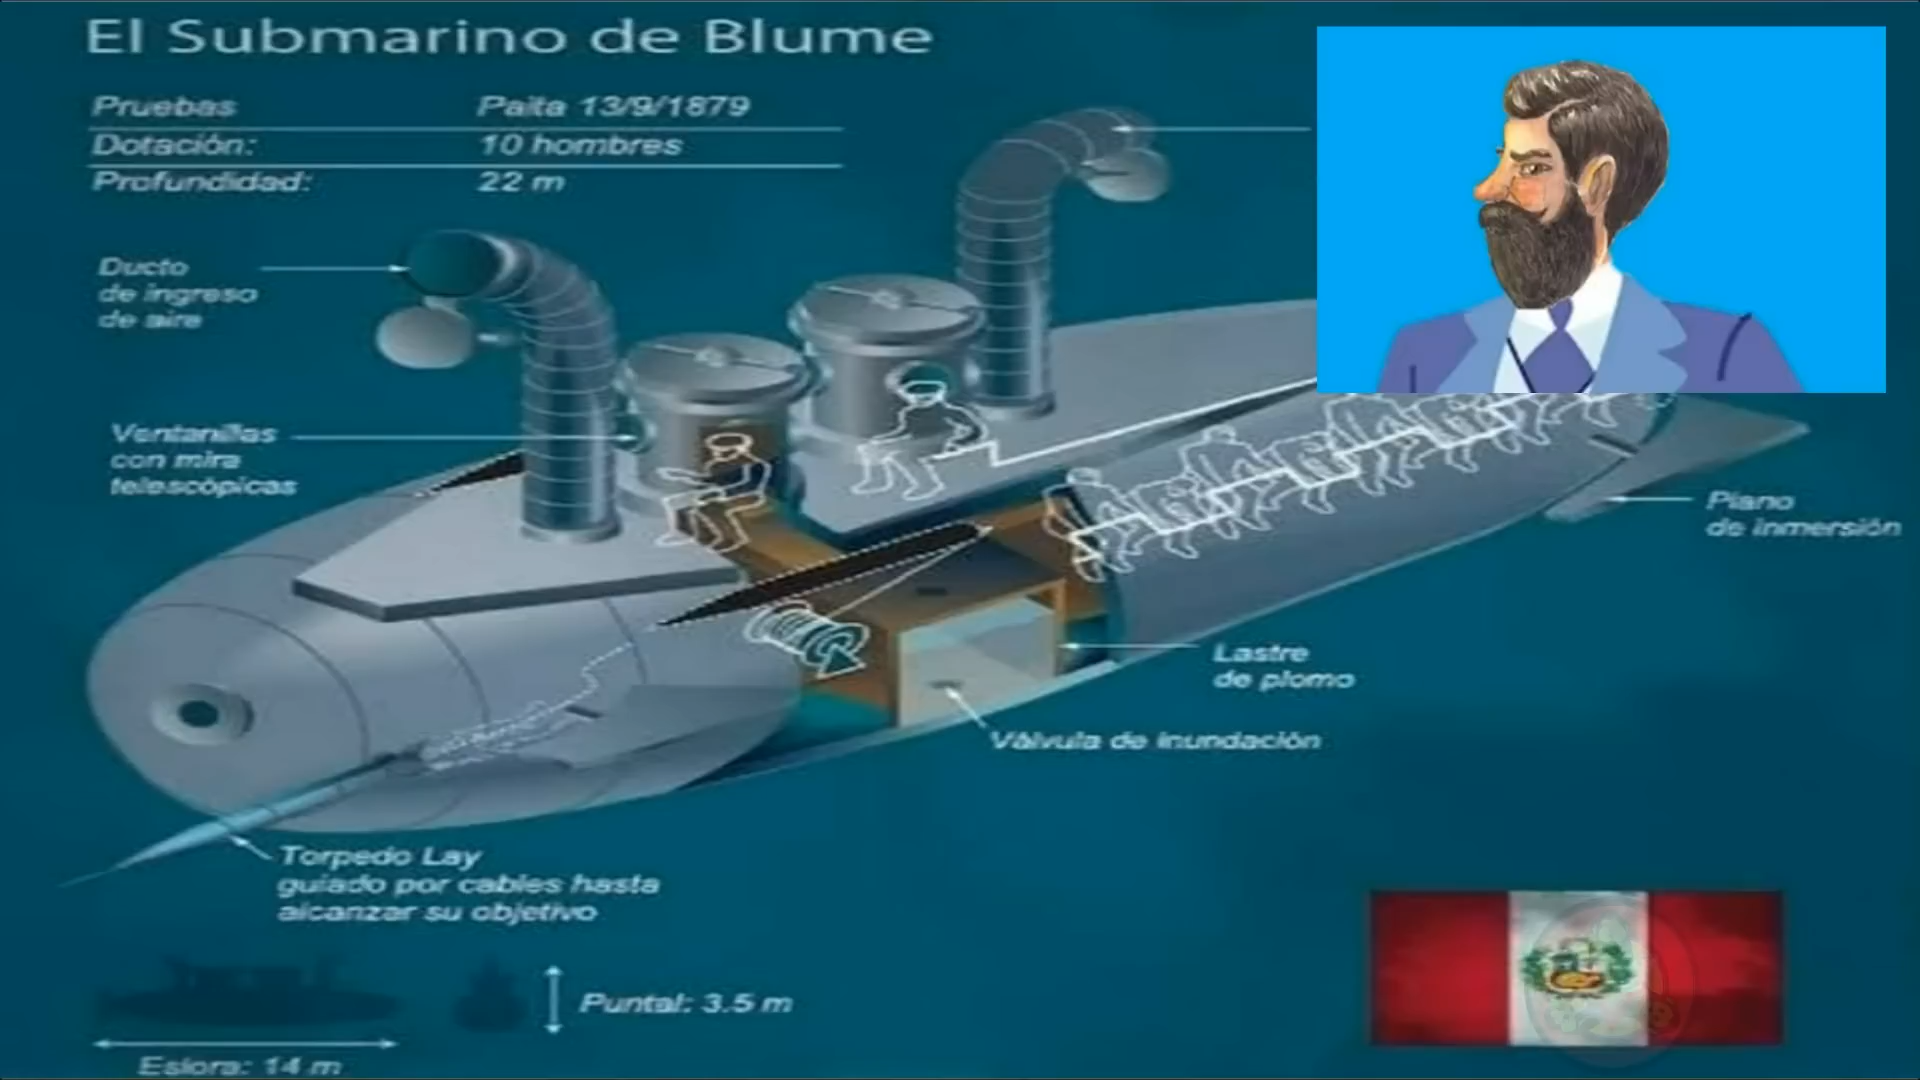 El Submarino de Blume
Pruebas Paita 13/9/1879
Dotación: 10 hombres
Profundidad: 22 m
Ducto
de ingreso
de aire
Ventanillas
con mira
telescópicas
Plano
de inmersión
Lastre
de plomo
Válvula de inundación
Torpedo Lay
guiado por cables hasta
alcanzar su objetivo
Puntal: 3.5 m
Eslora: 14 m